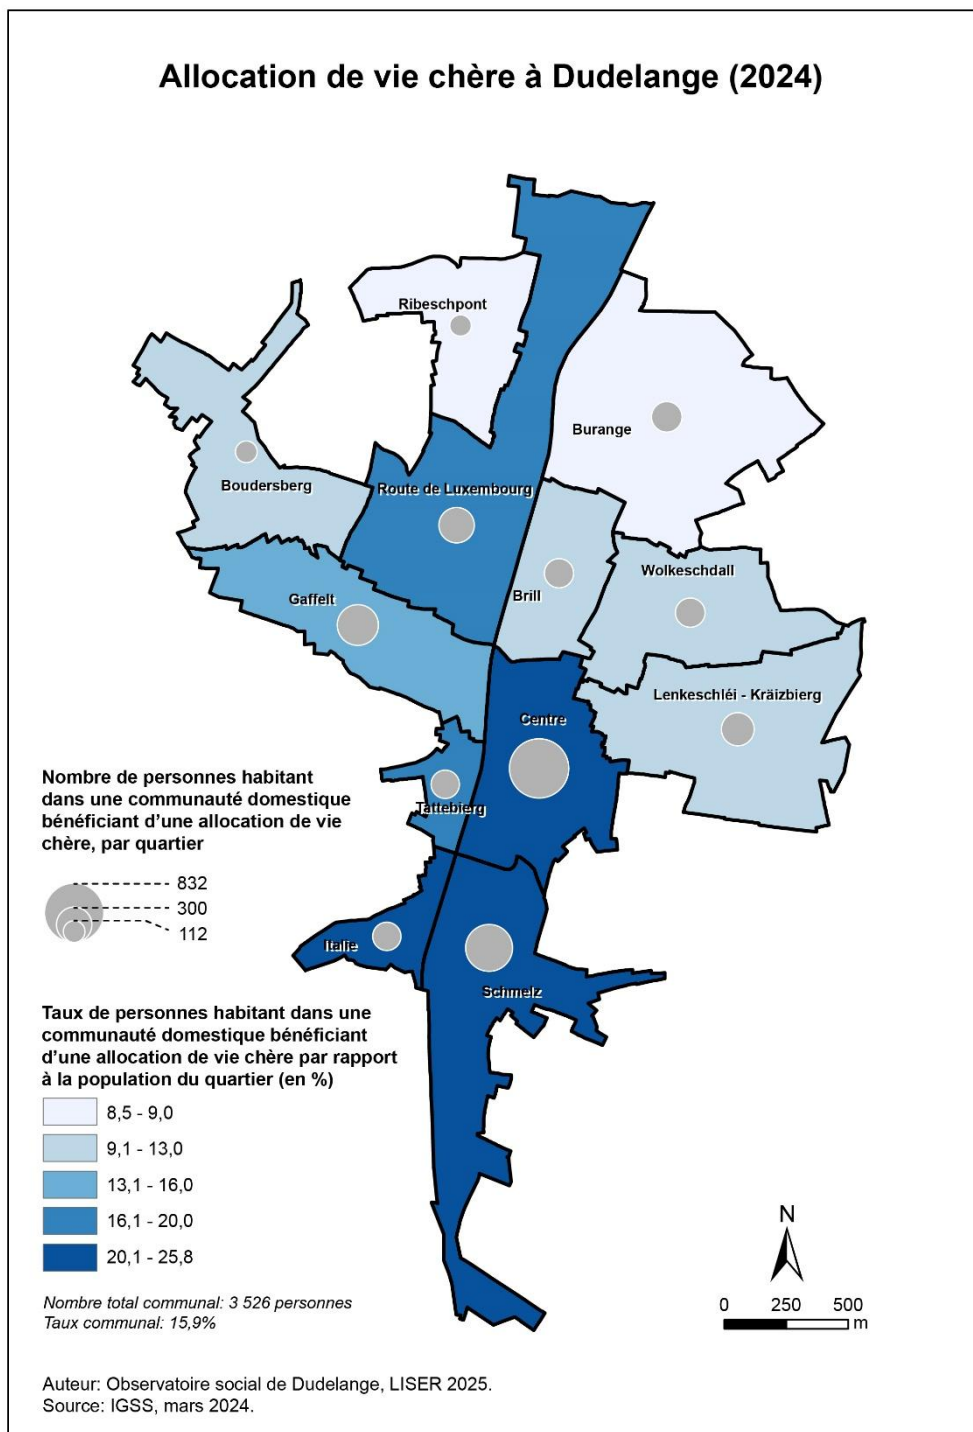 Allocation de vie chère à Dudelange (2024)
Ribeschpont
Burange
Boudersberg
Route de Luxembourg
Wolkeschdall
Brill
Gaffelt
Lenkeschléi - Kräizbierg
Centre
Tattebierg
Italie
Schmelz
Nombre de personnes habitant
dans une communauté domestique
bénéficiant d'une allocation de vie
chère, par quartier
832
300
112
Taux de personnes habitant dans une
communauté domestique bénéficiant
d'une allocation de vie chère par rapport
à la population du quartier (en %)
8,5 - 9,0
9,1 - 13,0
13,1 - 16,0
16,1 - 20,0
20,1 - 25,8
Nombre total communal: 3 526 personnes
Taux communal: 15,9%
N
0 250 500
m
Auteur: Observatoire social de Dudelange, LISER 2025.
Source: IGSS, mars 2024.